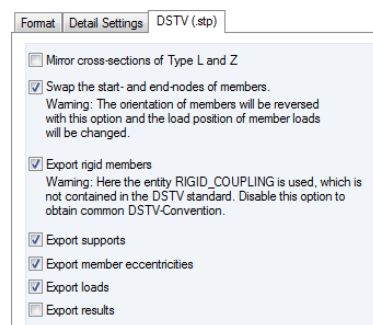 Format Detail Settings DSTV (.stp)
Mirror cross-sections of Type L and Z
Swap the start- and end-nodes of members.
Warning: The orientation of members will be reversed
with this option and the load position of member loads
will be changed.
Export rigid members
Warning: Here the entity RIGID_COUPLING is used, which is
not contained in the DSTV standard. Disable this option to
obtain common DSTV-Convention.
Export supports
Export member eccentricities
Export loads
Export results